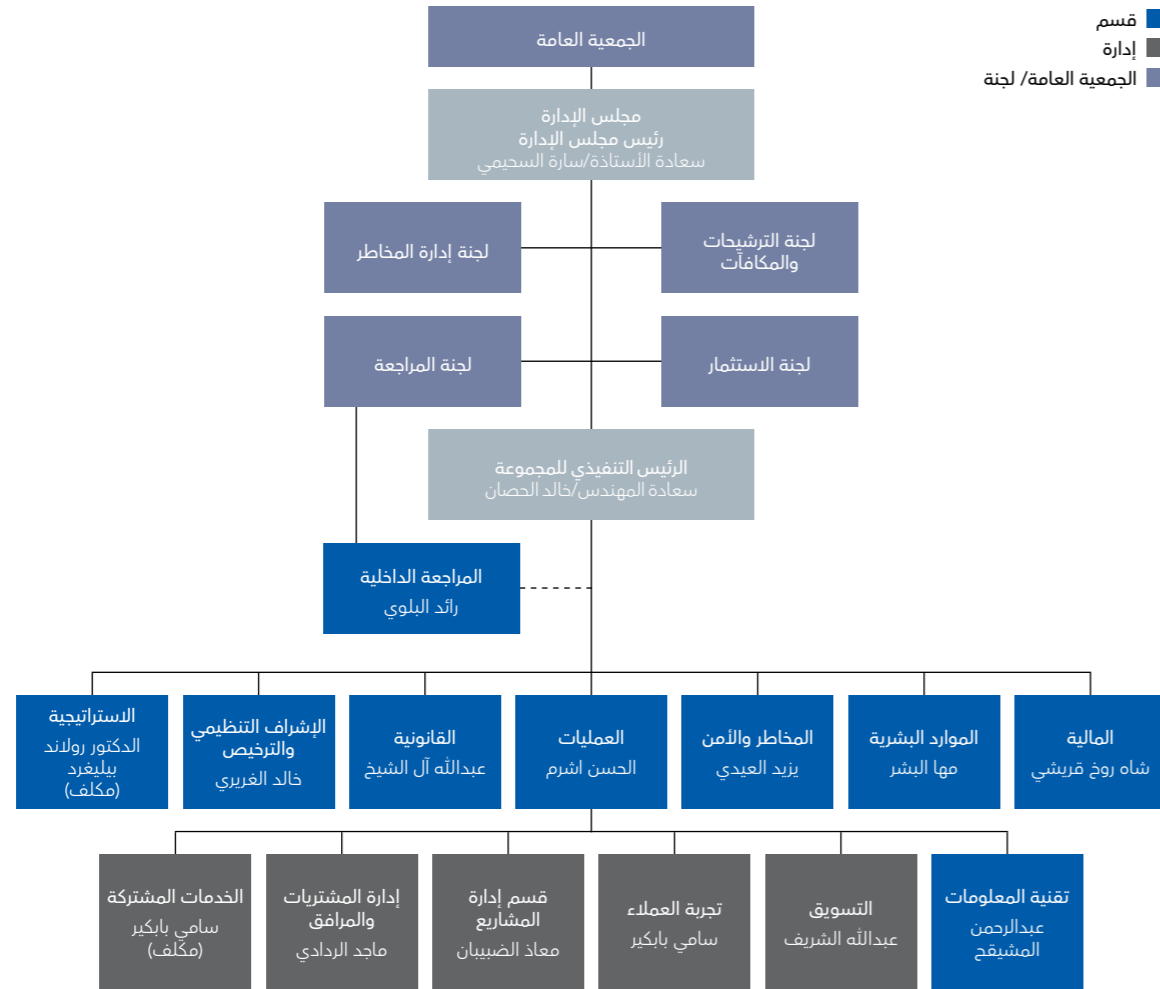 قسم
إدارة
الجمعية العامة/ لجنة
الجمعية العامة
مجلس الإدارة
رئيس مجلس الإدارة
سعادة الأستاذة/سارة السحيمي
لجنة الترشيحات
والمكافآت
لجنة إدارة المخاطر
لجنة الاستثمار
لجنة المراجعة
الرئيس التنفيذي للمجموعة
سعادة المهندس/خالد الحصان
المراجعة الداخلية
رائد البلوي
المالية
شاه روخ قريشي
الموارد البشرية
مها البشر
المخاطر والأمن
يزيد العيدي
العمليات
الحسن اشرم
القانونية
عبدالله آل الشيخ
الإشراف التنظيمي
والترخيص
خالد الغريري
الاستراتيجية
الدكتور رولاند
بيليغرد
(مكلف)
تقنية المعلومات
عبدالرحمن
المشيقح
التسويق
عبدالله الشريف
تجربة العملاء
سامي بابكير
قسم إدارة
المشاريع
معاذ الضبيبان
إدارة المشتريات
والمرافق
ماجد الردادي
الخدمات المشتركة
سامي بابكير
(مكلف)